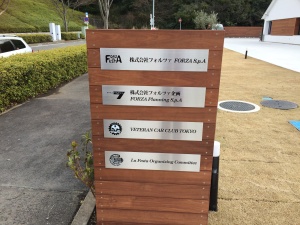 FORZA
SPA
株式会社フォルツァ FORZA S.p.A
株式会社フォルツァ企画
FORZA Planning S.p.A
VETERAN CAR CLUB TOKYO
La Festa Organizing Committee